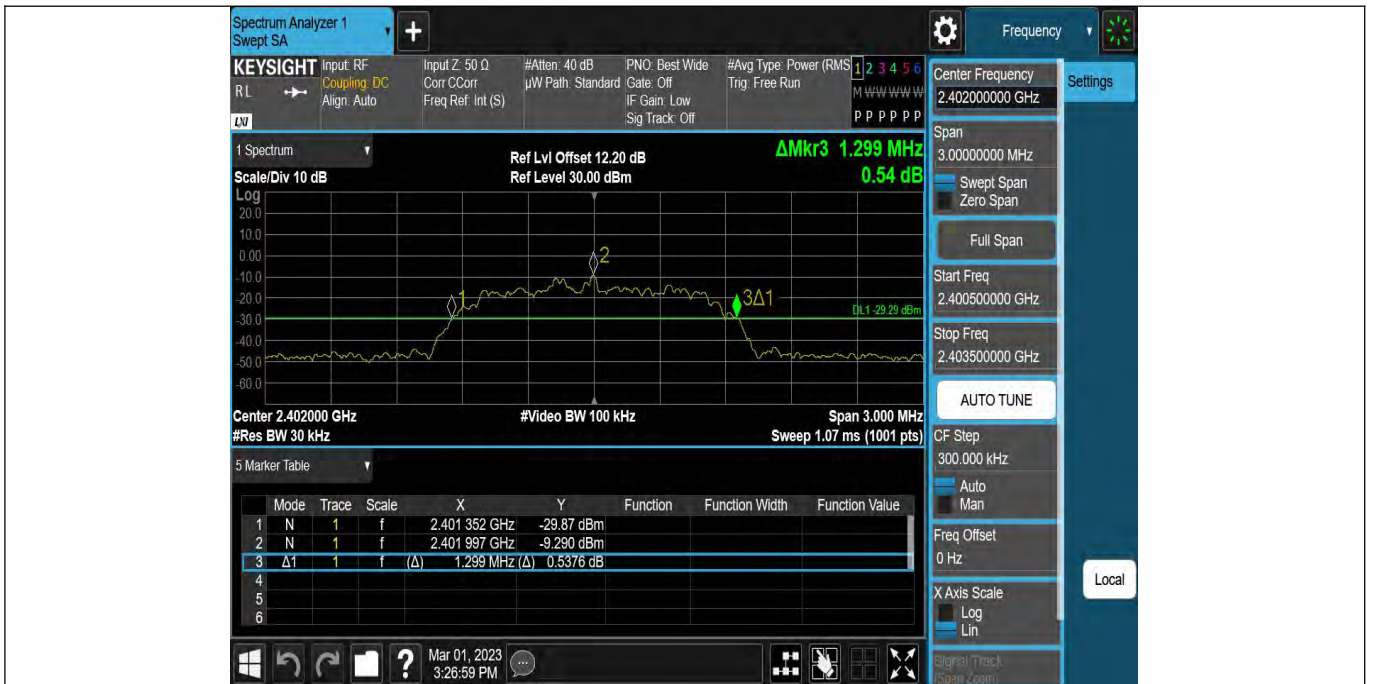 Spectrum Analyzer 1
Swept SA
+
Frequency
KEYSIGHT
RL
LXI
Input: RF
Coupling: DC
Align: Auto
Input Z: 50 Ω
Corr CCorr
Freq Ref: Int (S)
#Atten: 40 dB
µW Path: Standard
PNO: Best Wide
Gate: Off
IF Gain: Low
Sig Track: Off
#Avg Type: Power (RMS
Trig: Free Run
1 2 3 4 5 6
M W W W W W
P P P P P P
1 Spectrum
Scale/Div 10 dB
Ref Lvl Offset 12.20 dB
Ref Level 30.00 dBm
ΔMkr3 1.299 MHz
0.54 dB
Log
20.0
10.0
0.00
-10.0
-20.0
-30.0
-40.0
-50.0
-60.0
1
2
3Δ1
DL1 -29.29 dBm
Center 2.402000 GHz
#Video BW 100 kHz
Span 3.000 MHz
#Res BW 30 kHz
Sweep 1.07 ms (1001 pts)
5 Marker Table
Mode Trace Scale X Y Function Function Width Function Value
1 N 1 f 2.401 352 GHz -29.87 dBm
2 N 1 f 2.401 997 GHz -9.290 dBm
3 Δ1 1 f (Δ) 1.299 MHz (Δ) 0.5376 dB
4
5
6
Mar 01, 2023
3:26:59 PM
?
Center Frequency
2.402000000 GHz
Settings
Span
3.00000000 MHz
Swept Span
Zero Span
Full Span
Start Freq
2.400500000 GHz
Stop Freq
2.403500000 GHz
AUTO TUNE
CF Step
300.000 kHz
Auto
Man
Freq Offset
0 Hz
X Axis Scale
Log
Lin
Signal Track
(Span Zoom)
Local